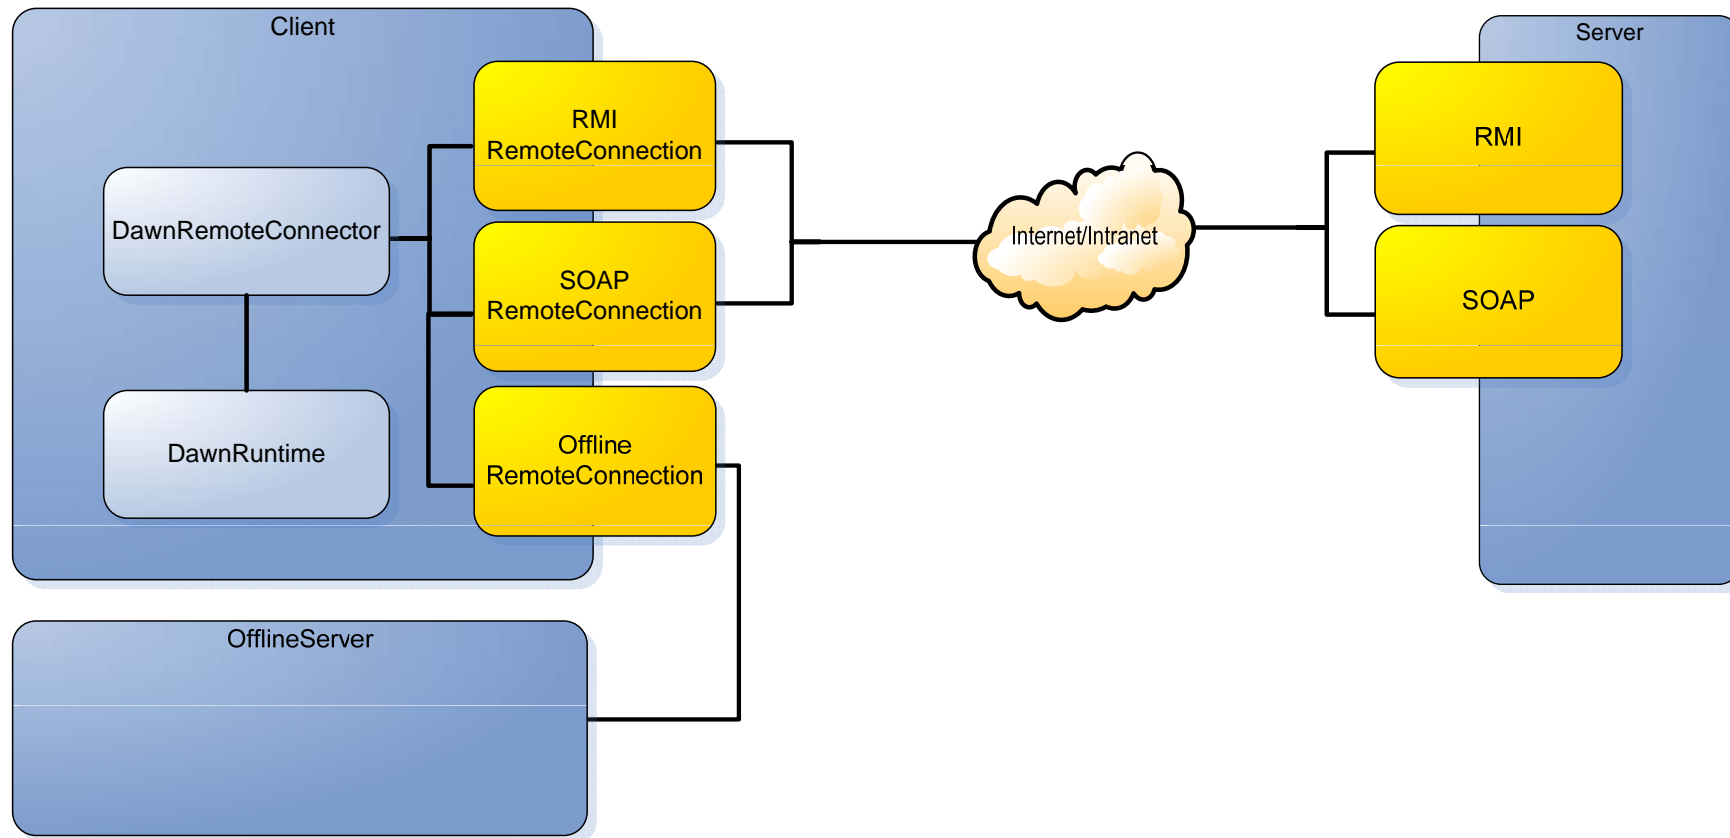 Client
RMI
RemoteConnection
DawnRemoteConnector
SOAP
RemoteConnection
DawnRuntime
Offline
RemoteConnection
OfflineServer
Internet/Intranet
Server
RMI
SOAP